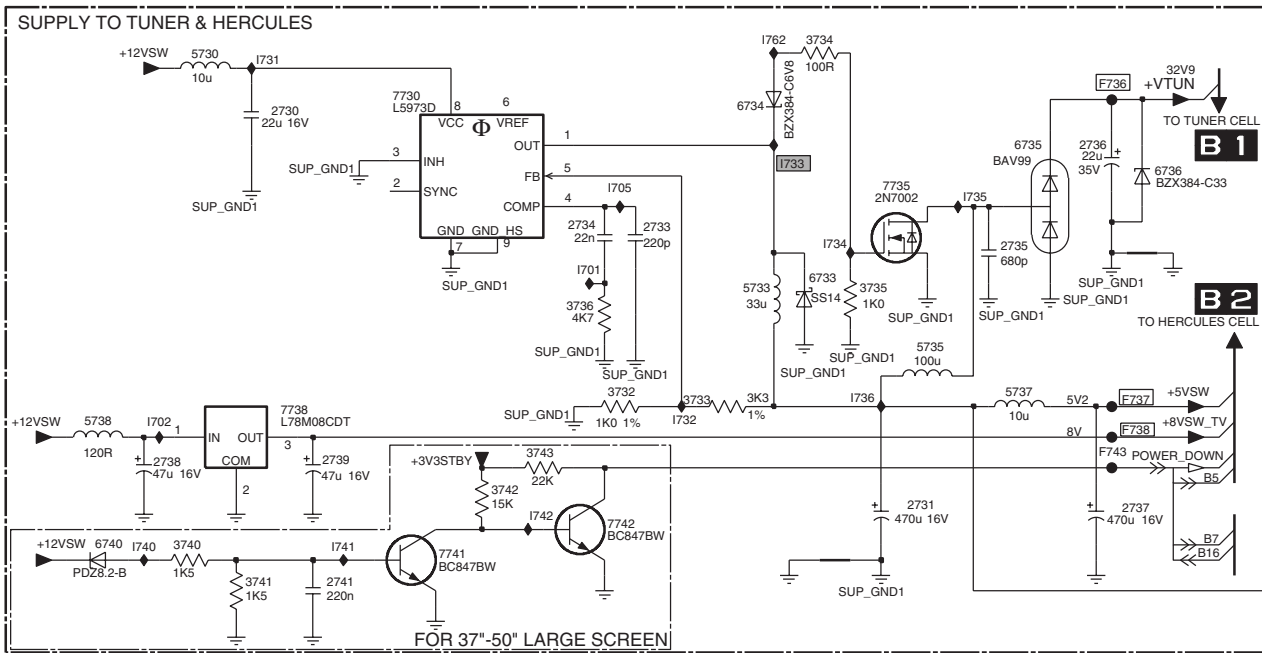 SUPPLY TO TUNER & HERCULES
+12VSW
5730
10u
I731
2730
22u 16V
SUP_GND1
7730
L5973D
8
6
VCC
VREF
Φ
3
INH
SUP_GND1
2
SYNC
OUT
1
FB
5
COMP
4
GND
GND_HS
7
9
SUP_GND1
I705
2734
22n
2733
220p
I701
3736
4K7
SUP_GND1
SUP_GND1
I762
3734
100R
6734
BZX384-C6V8
I733
7735
2N7002
I734
I735
5733
33u
6733
SS14
3735
1K0
SUP_GND1
SUP_GND1
SUP_GND1
2735
680p
SUP_GND1
6735
BAV99
SUP_GND1
F736
32V9
+VTUN
TO TUNER CELL
B 1
2736
22u
35V
6736
BZX384-C33
SUP_GND1
B 2
TO HERCULES CELL
5735
100u
SUP_GND1
3732
1K0 1%
I732
3733
3K3
1%
I736
5737
10u
5V2
F737
+5VSW
8V
F738
+8VSW_TV
F743
POWER_DOWN
B5
B7
B16
+12VSW
5738
120R
I702
1
2738
47u 16V
7738
L78M08CDT
IN
OUT
COM
3
2
2739
47u 16V
2731
470u 16V
SUP_GND1
2737
470u 16V
+3V3STBY
3743
22K
3742
15K
I742
7742
BC847BW
+12VSW
6740
PDZ8.2-B
I740
3740
1K5
3741
1K5
I741
2741
220n
7741
BC847BW
FOR 37"-50" LARGE SCREEN